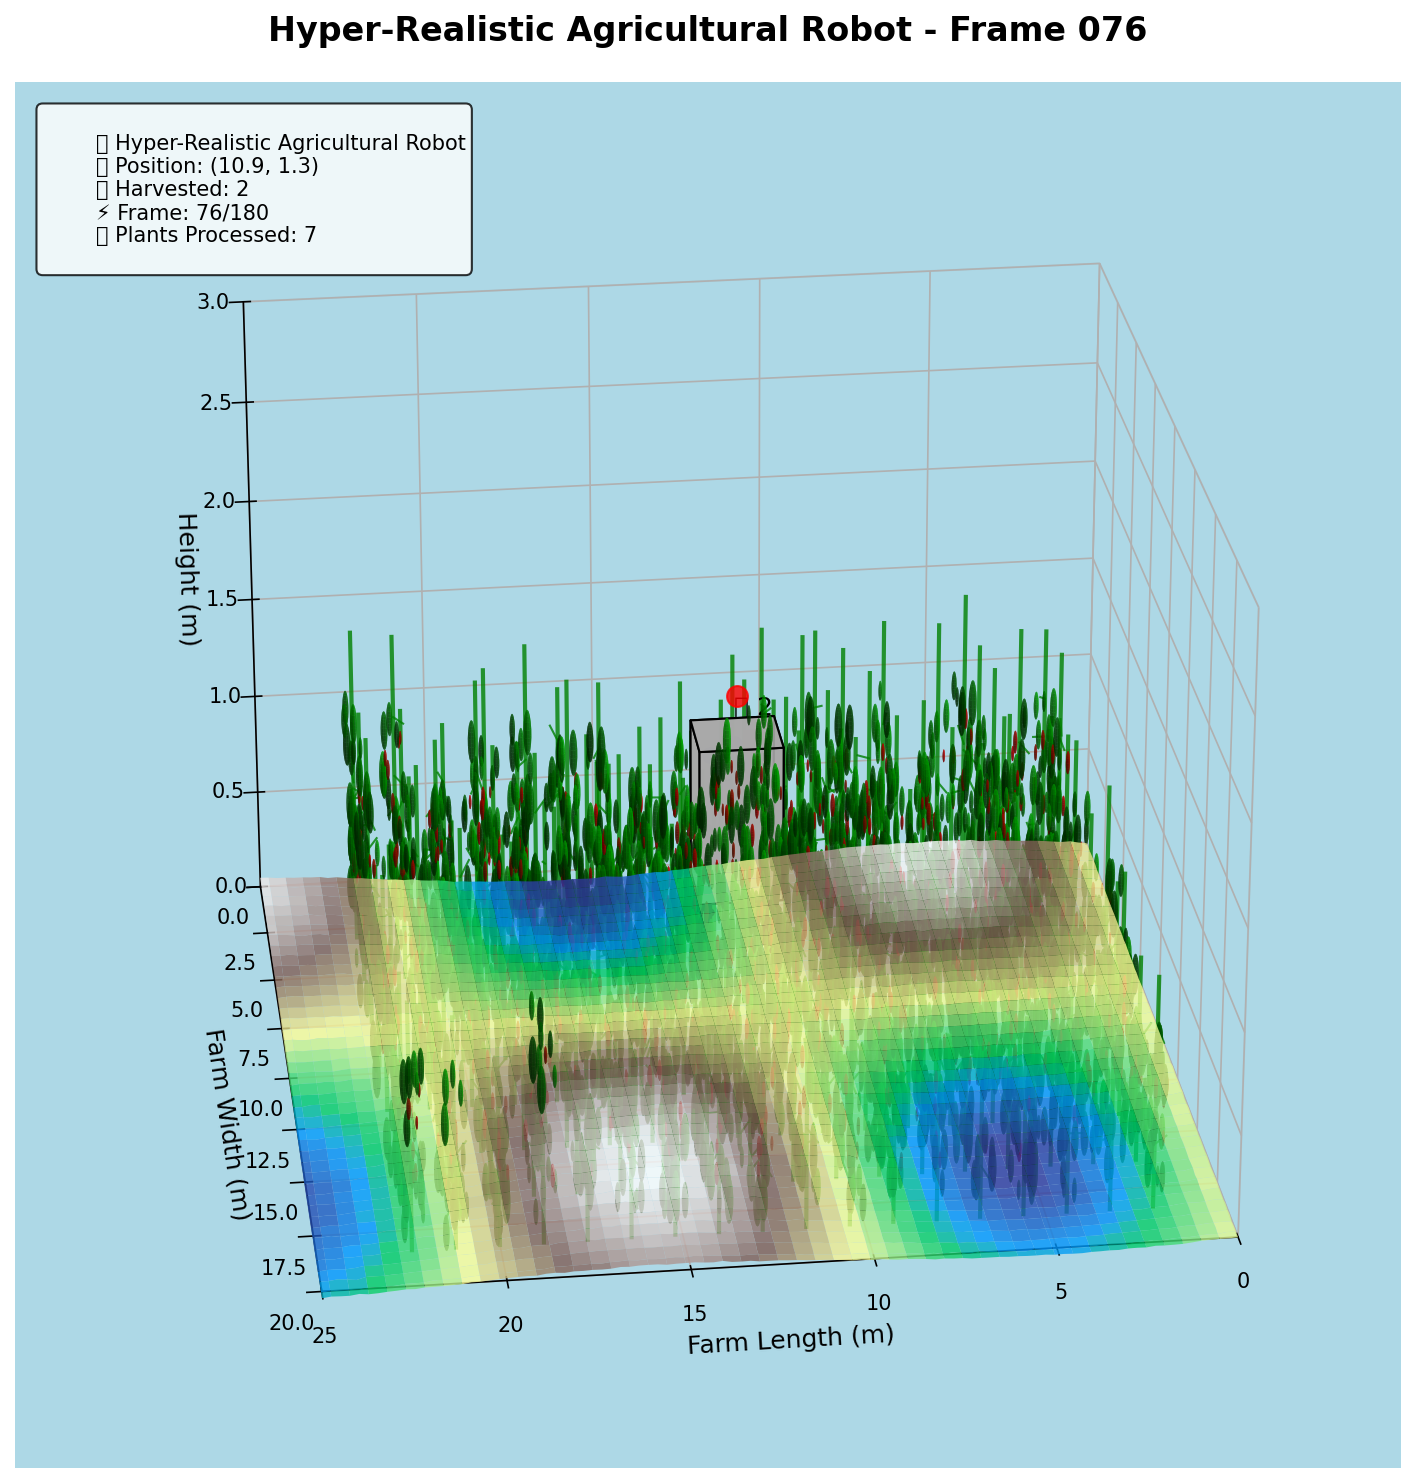 Hyper-Realistic Agricultural Robot - Frame 076
Hyper-Realistic Agricultural Robot
Position: (10.9, 1.3)
Harvested: 2
⚡ Frame: 76/180
Plants Processed: 7
3.0
2.5
2.0
1.5
1.0
0.5
0.0
Height (m)
2
0.0
2.5
5.0
7.5
10.0
12.5
15.0
17.5
20.0
Farm Width (m)
25
20
15
10
5
0
Farm Length (m)